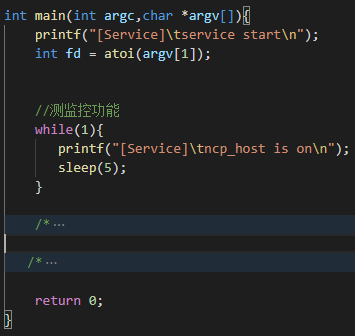 int main(int argc,char *argv[]){
printf("[Service]\tservice start\n");
int fd = atoi(argv[1]);
//测监控功能
while(1){
printf("[Service]\tncp_host is on\n");
sleep(5);
}
/*···
/*···
return 0;
}